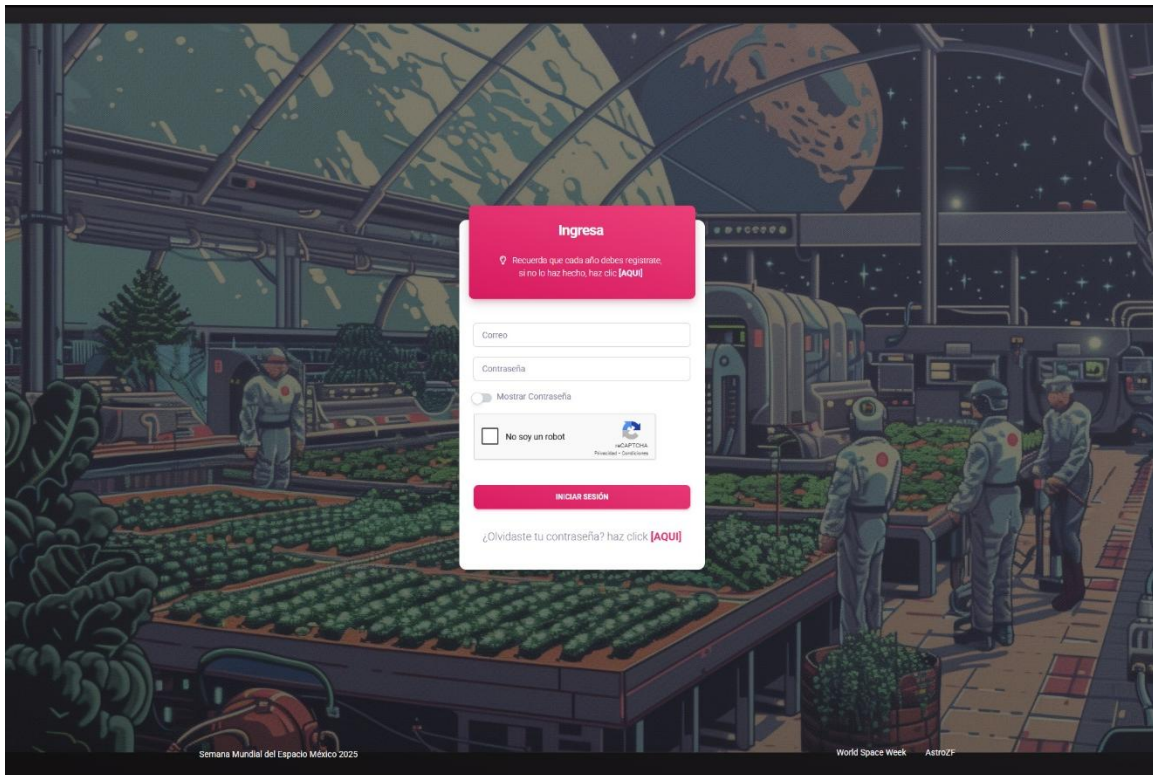 Ingresa
Recuerda que cada año debes registrate,
si no lo haz hecho, haz clic [AQUI]
Correo
Contraseña
Mostrar Contraseña
No soy un robot
reCAPTCHA
Privacidad - Condiciones
INICIAR SESIÓN
¿Olvidaste tu contraseña? haz click [AQUI]
Semana Mundial del Espacio México 2025
World Space Week AstroZF